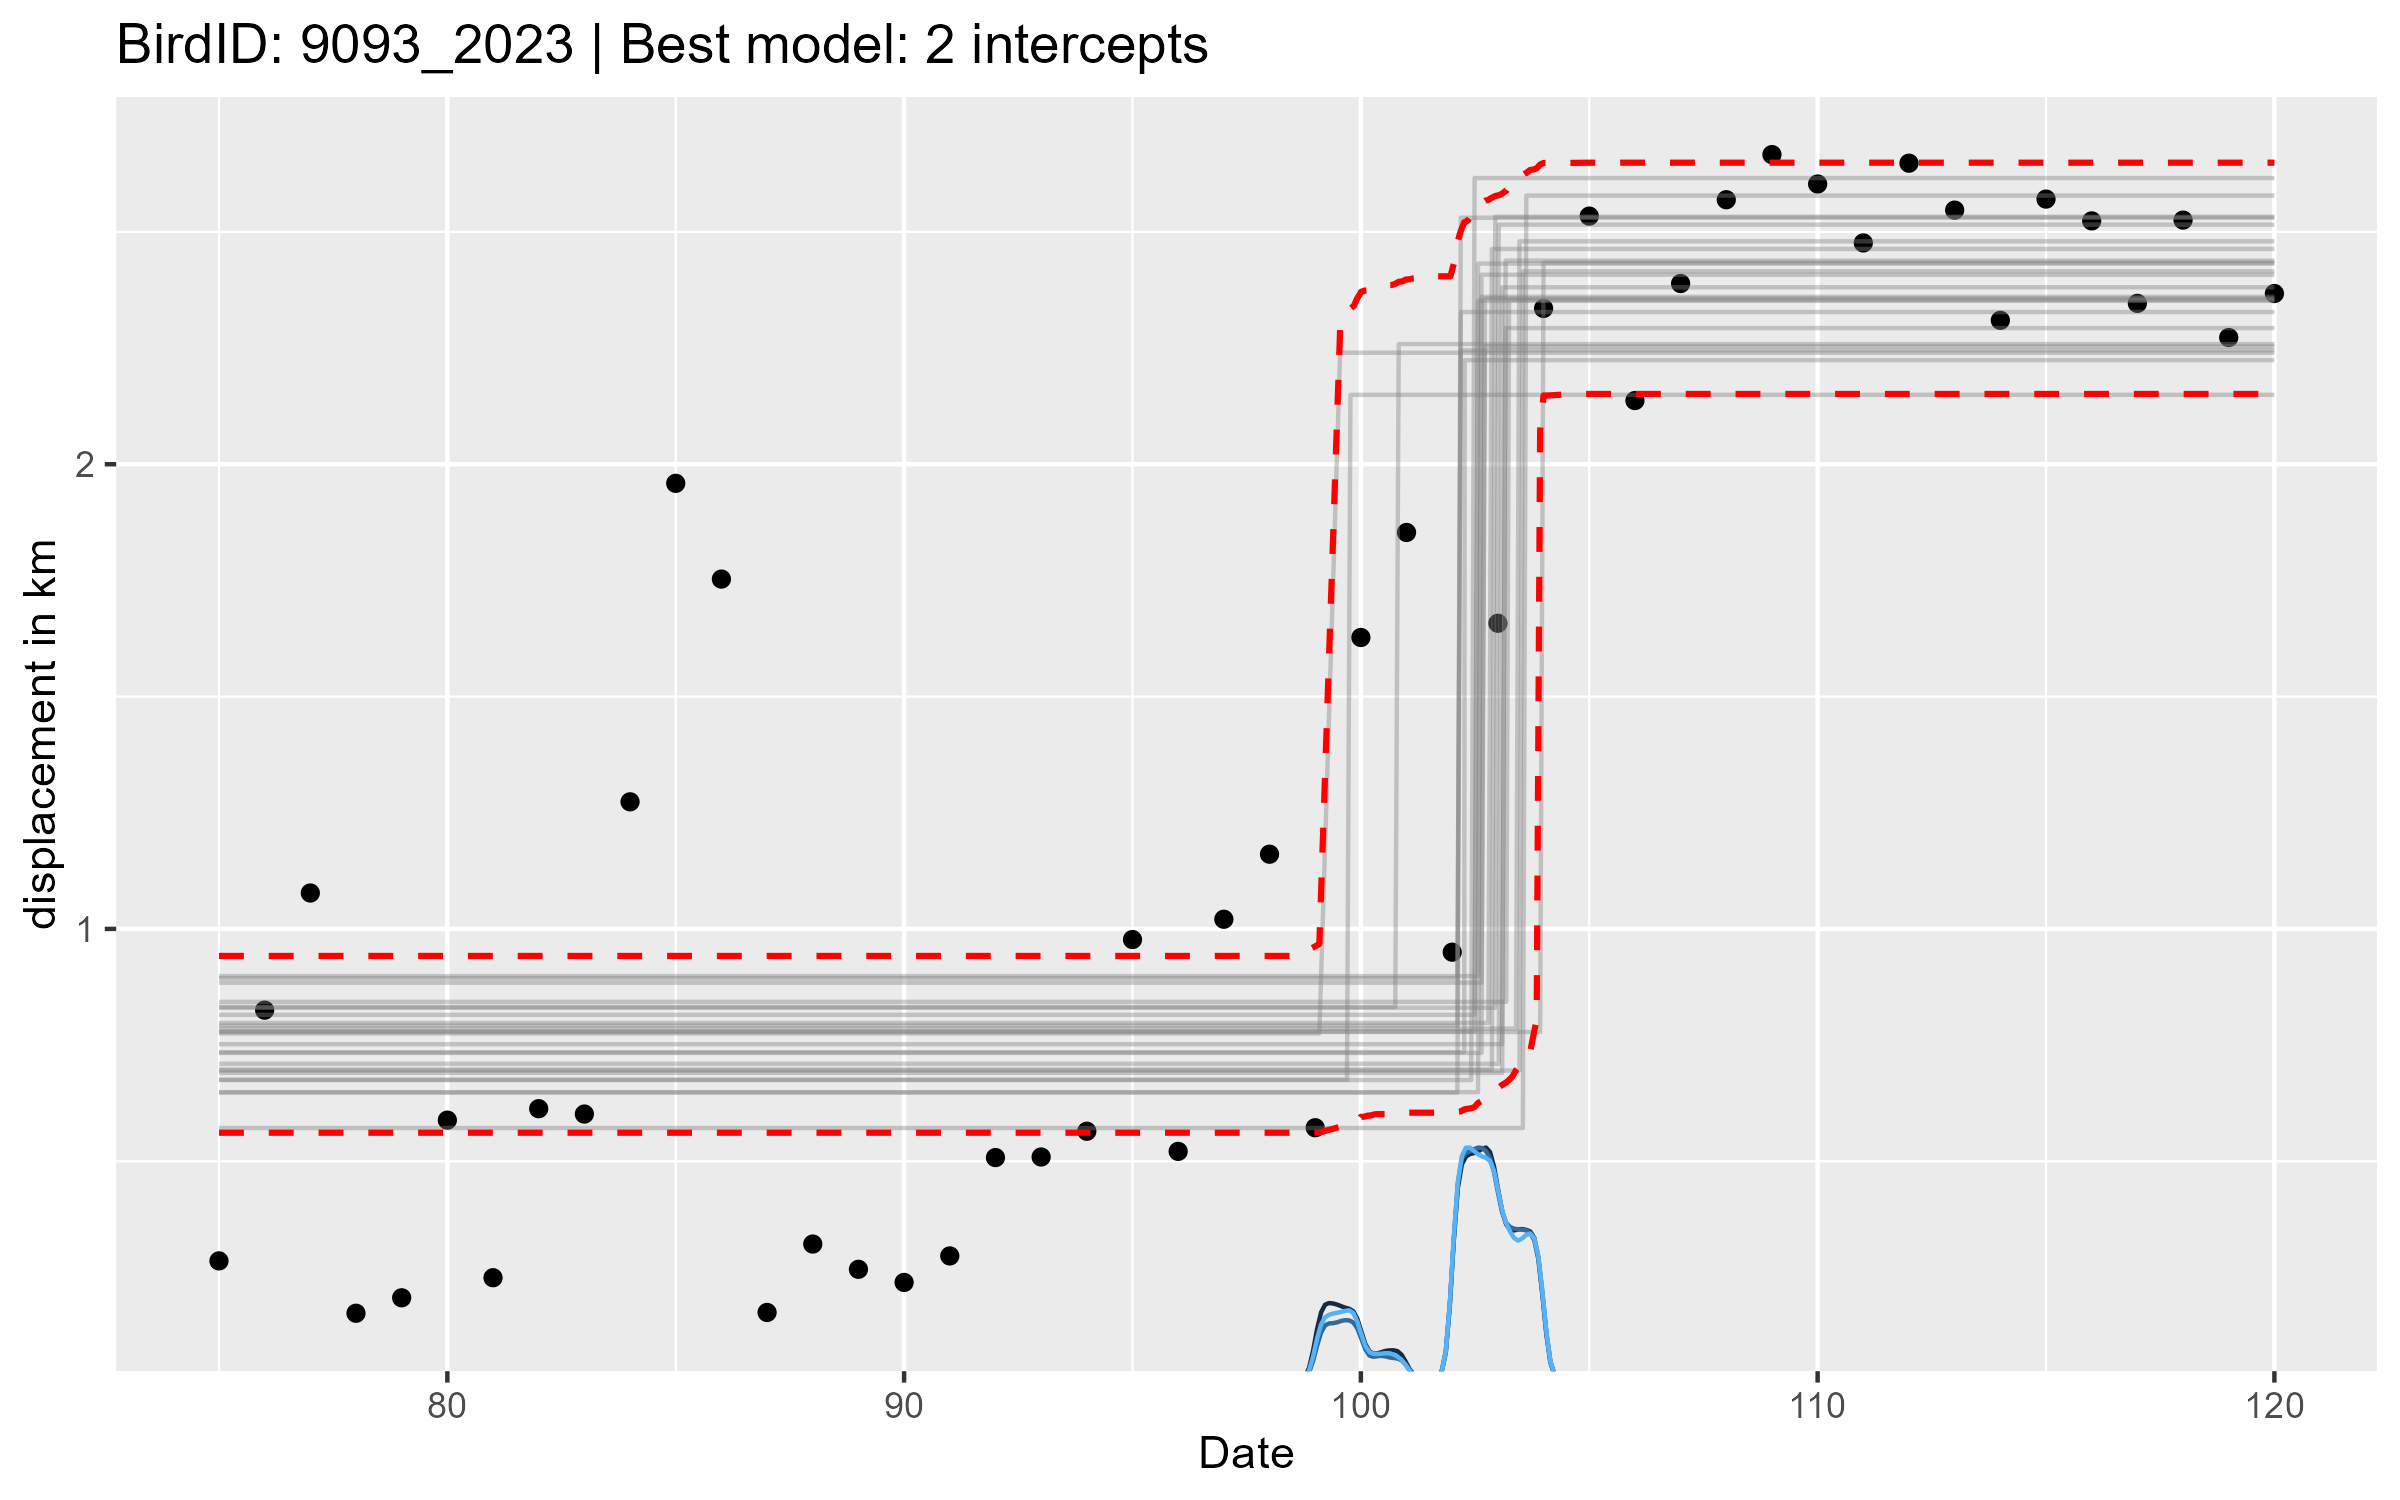 BirdID: 9093_2023 | Best model: 2 intercepts
displacement in km
2
1
80
90
100
110
120
Date